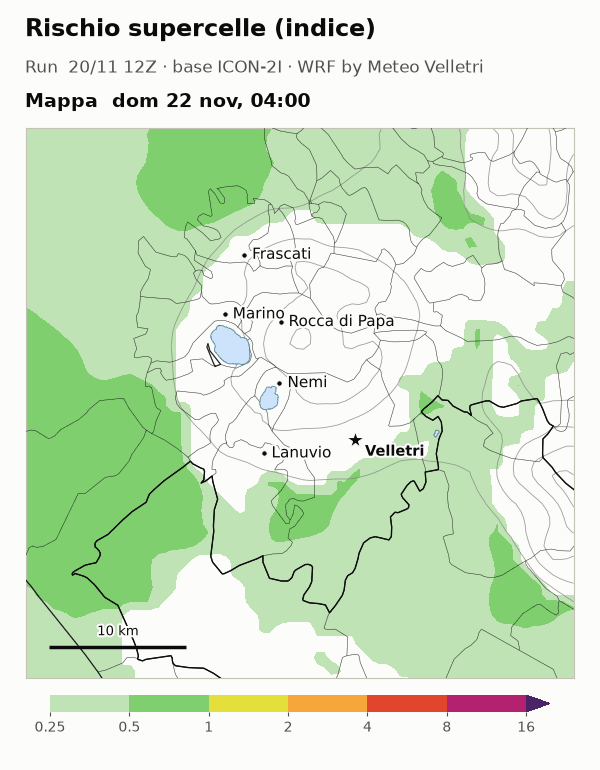 Rischio supercelle (indice)
Run 20/11 12Z · base ICON-2I · WRF by Meteo Velletri
Mappa dom 22 nov, 04:00
Frascati
Marino
Rocca di Papa
Nemi
Velletri
Lanuvio
10 km
0.25 0.5 1 2 4 8 16